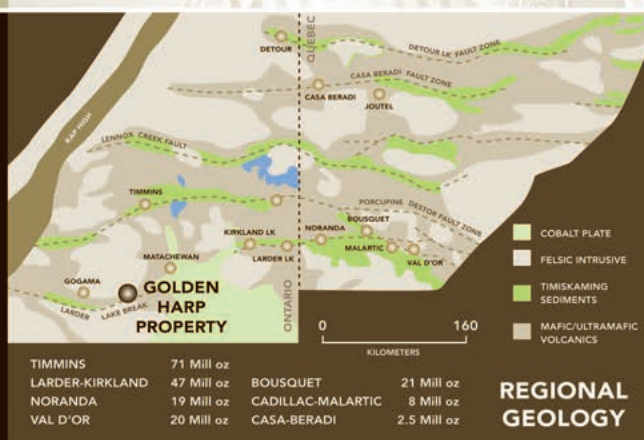 DETOUR
QUEBEC
DETOUR LK FAULT ZONE
CASA BERADI FAULT ZONE
CASA BERADI
JOUTEL
KAP HIGH
LENNOX CREEK FAULT
TIMMINS
PORCUPINE DESTOR FAULT ZONE
BOUSQUET
KIRKLAND LK
NORANDA
MATACHEWAN
LARDER LK
MALARTIC
VAL D'OR
GOGAMA
GOLDEN
HARP
PROPERTY
LARDER LAKE BREAK
ONTARIO
0 160
KILOMETERS
COBALT PLATE
FELSIC INTRUSIVE
TIMISKAMING
SEDIMENTS
MAFIC/ULTRAMAFIC
VOLCANICS
TIMMINS 71 Mill oz
LARDER-KIRKLAND 47 Mill oz
NORANDA 19 Mill oz
VAL D'OR 20 Mill oz
BOUSQUET 21 Mill oz
CADILLAC-MALARTIC 8 Mill oz
CASA-BERADI 2.5 Mill oz
REGIONAL
GEOLOGY